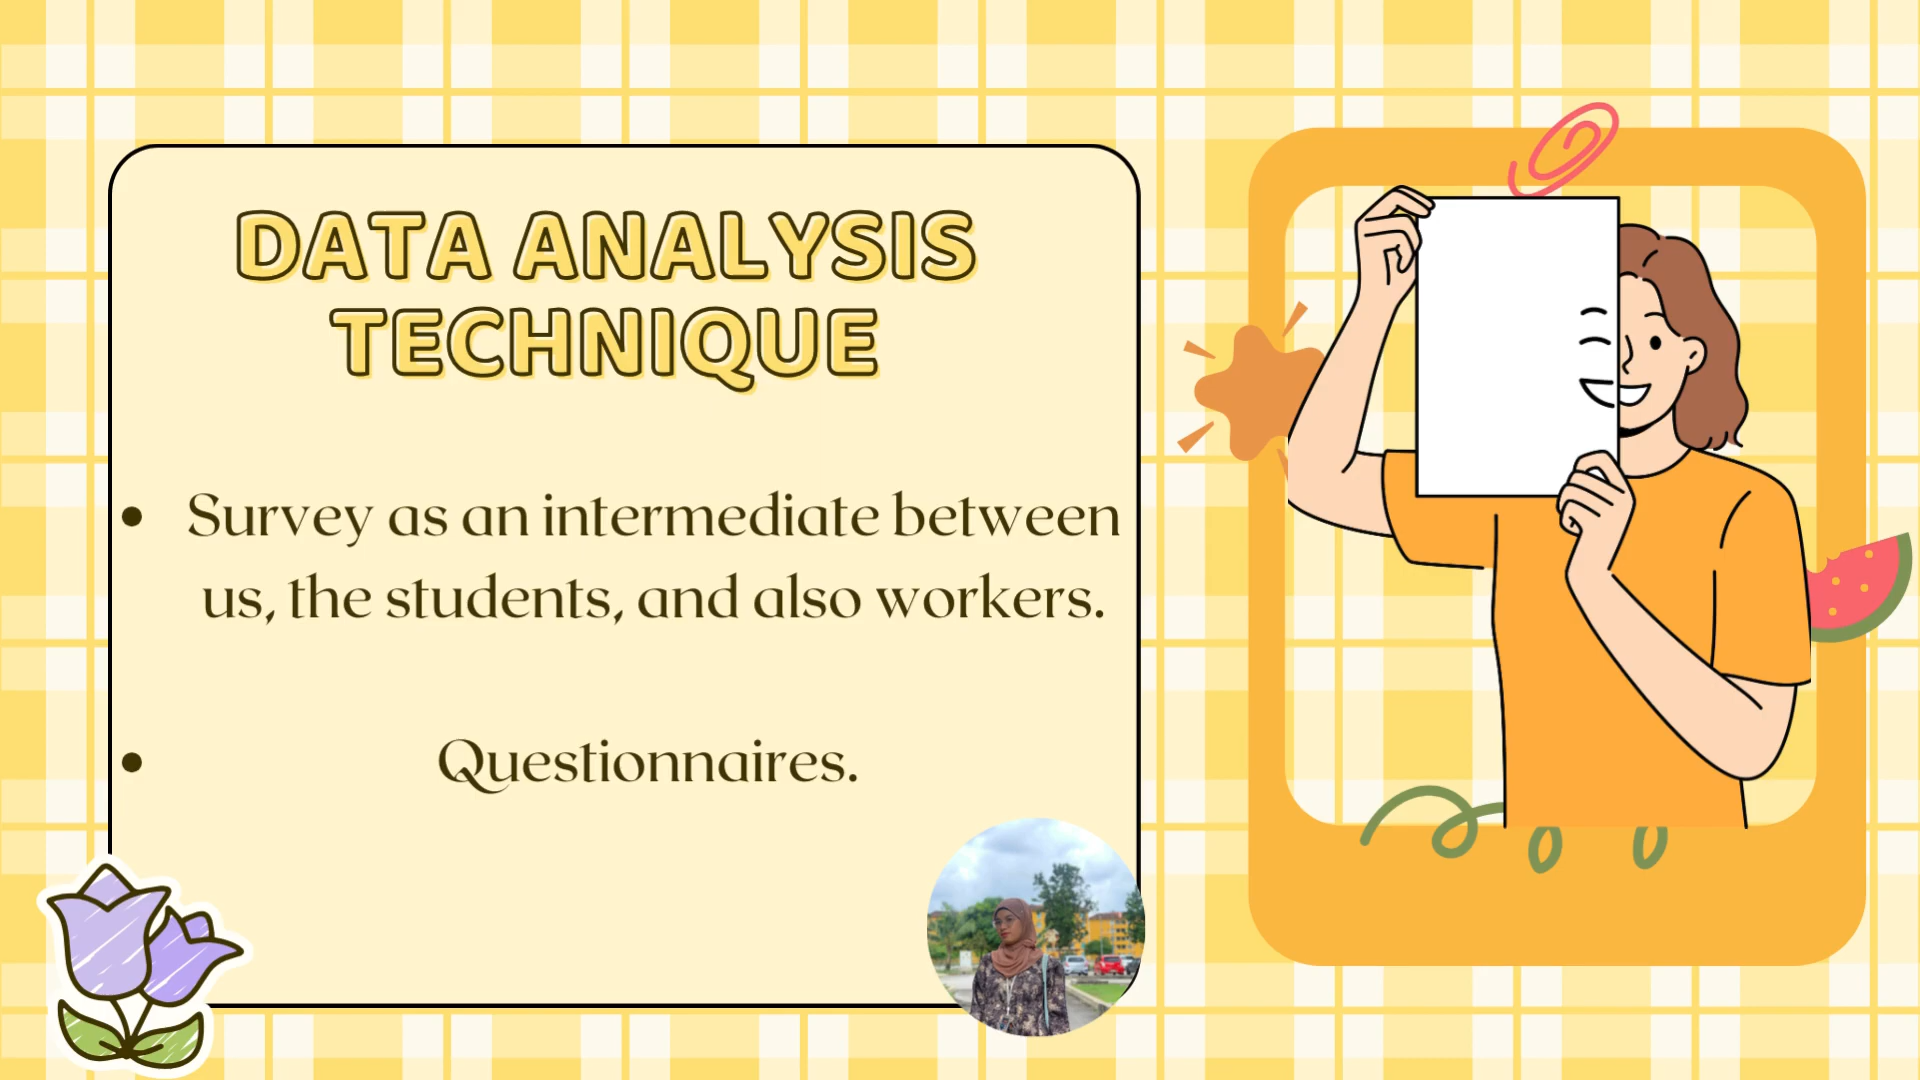 DATA ANALYSIS
TECHNIQUE
• Survey as an intermediate between
us, the students, and also workers.
• Questionnaires.